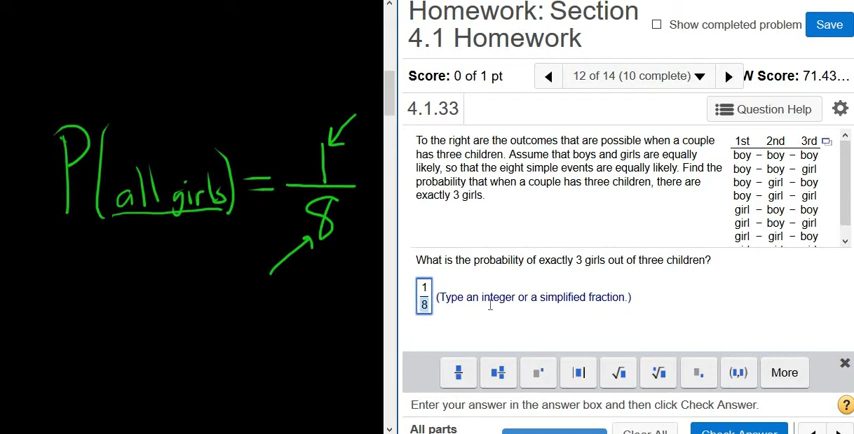 P(all girls) = 1/8
Homework: Section
4.1 Homework
Show completed problem
Save
Score: 0 of 1 pt
12 of 14 (10 complete)
W Score: 71.43…
4.1.33
Question Help
To the right are the outcomes that are possible when a couple
has three children. Assume that boys and girls are equally
likely, so that the eight simple events are equally likely. Find the
probability that when a couple has three children, there are
exactly 3 girls.
1st 2nd 3rd
boy – boy – boy
boy – boy – girl
boy – girl – boy
boy – girl – girl
girl – boy – boy
girl – boy – girl
girl – girl – boy
What is the probability of exactly 3 girls out of three children?
1/8 (Type an integer or a simplified fraction.)
More
Enter your answer in the answer box and then click Check Answer.
?
All parts
Clear All
Check Answer